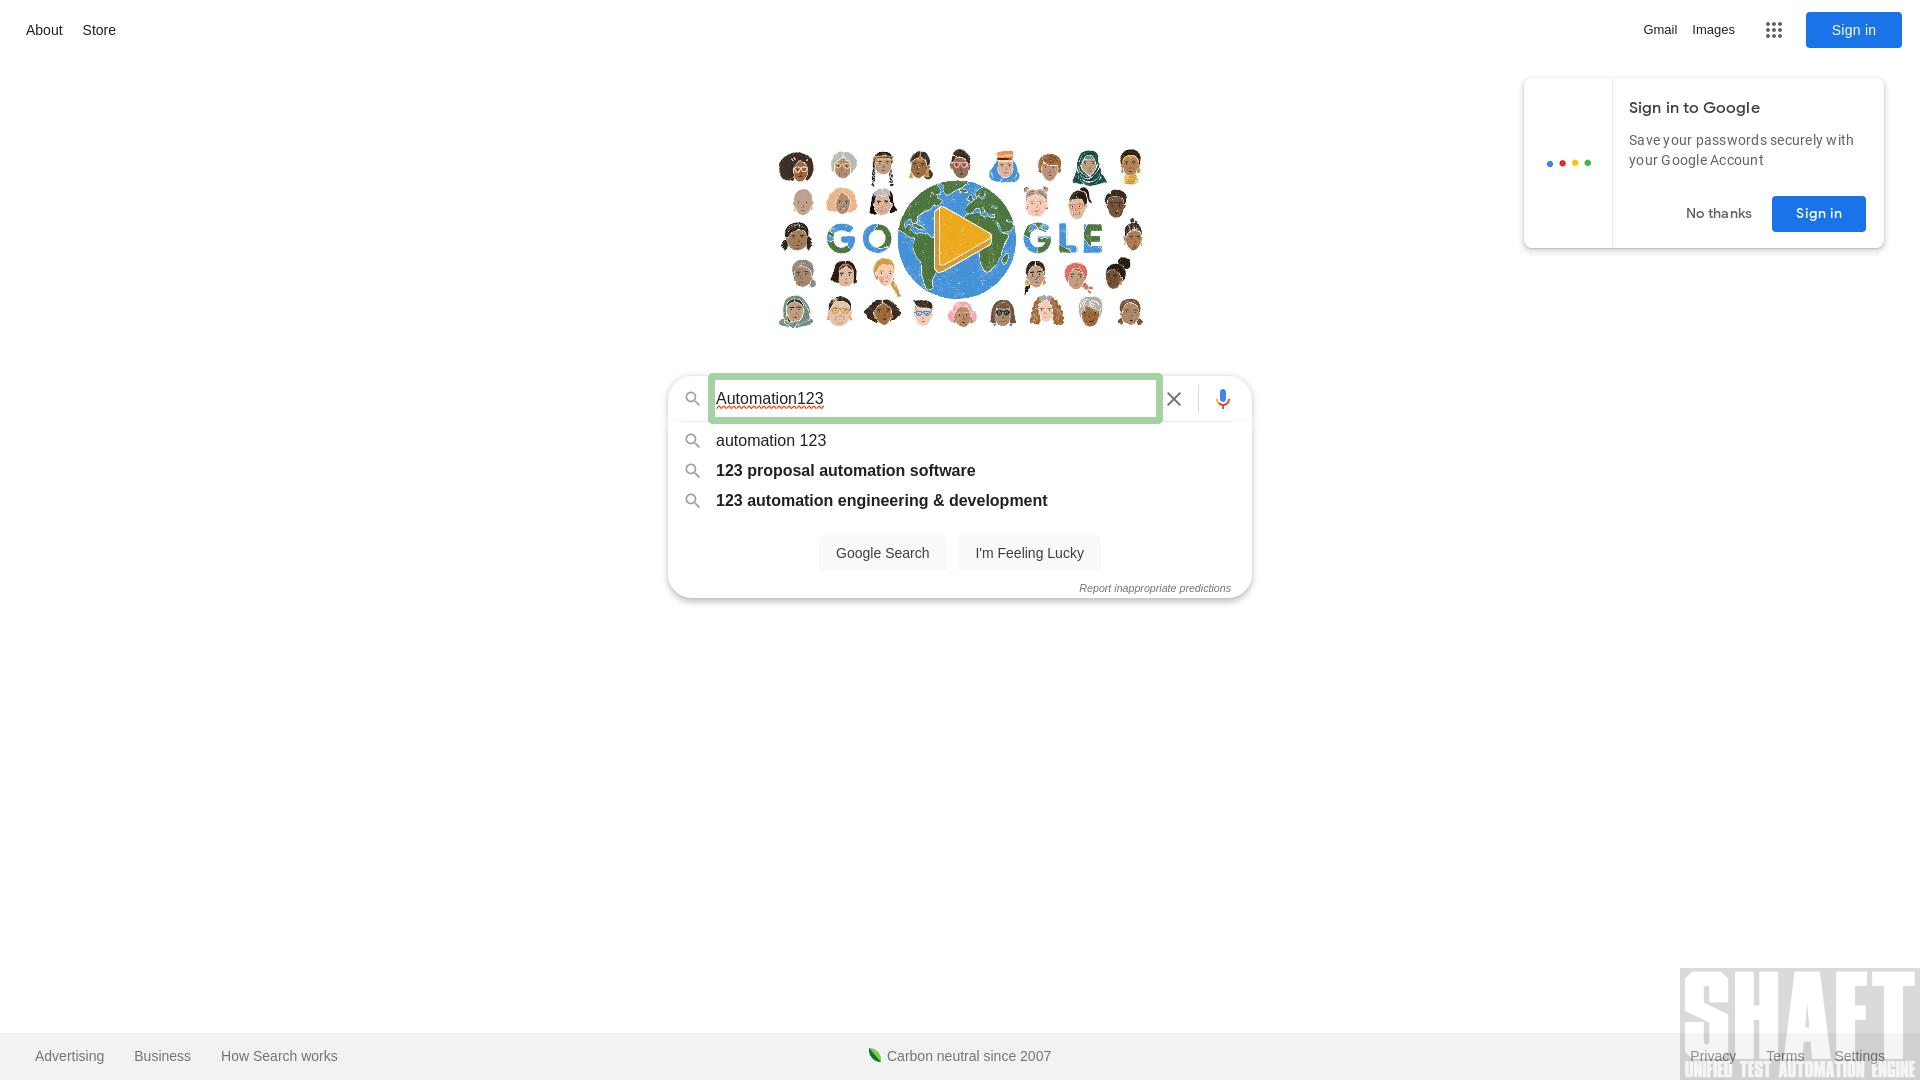 About Store
Gmail Images Sign in
Sign in to Google
Save your passwords securely with
your Google Account
No thanks Sign in
GO GLE
Automation123
automation 123
123 proposal automation software
123 automation engineering & development
Google Search I'm Feeling Lucky
Report inappropriate predictions
SHAFT
Advertising Business How Search works Carbon neutral since 2007 Privacy Terms Settings
UNIFIED TEST AUTOMATION ENGINE